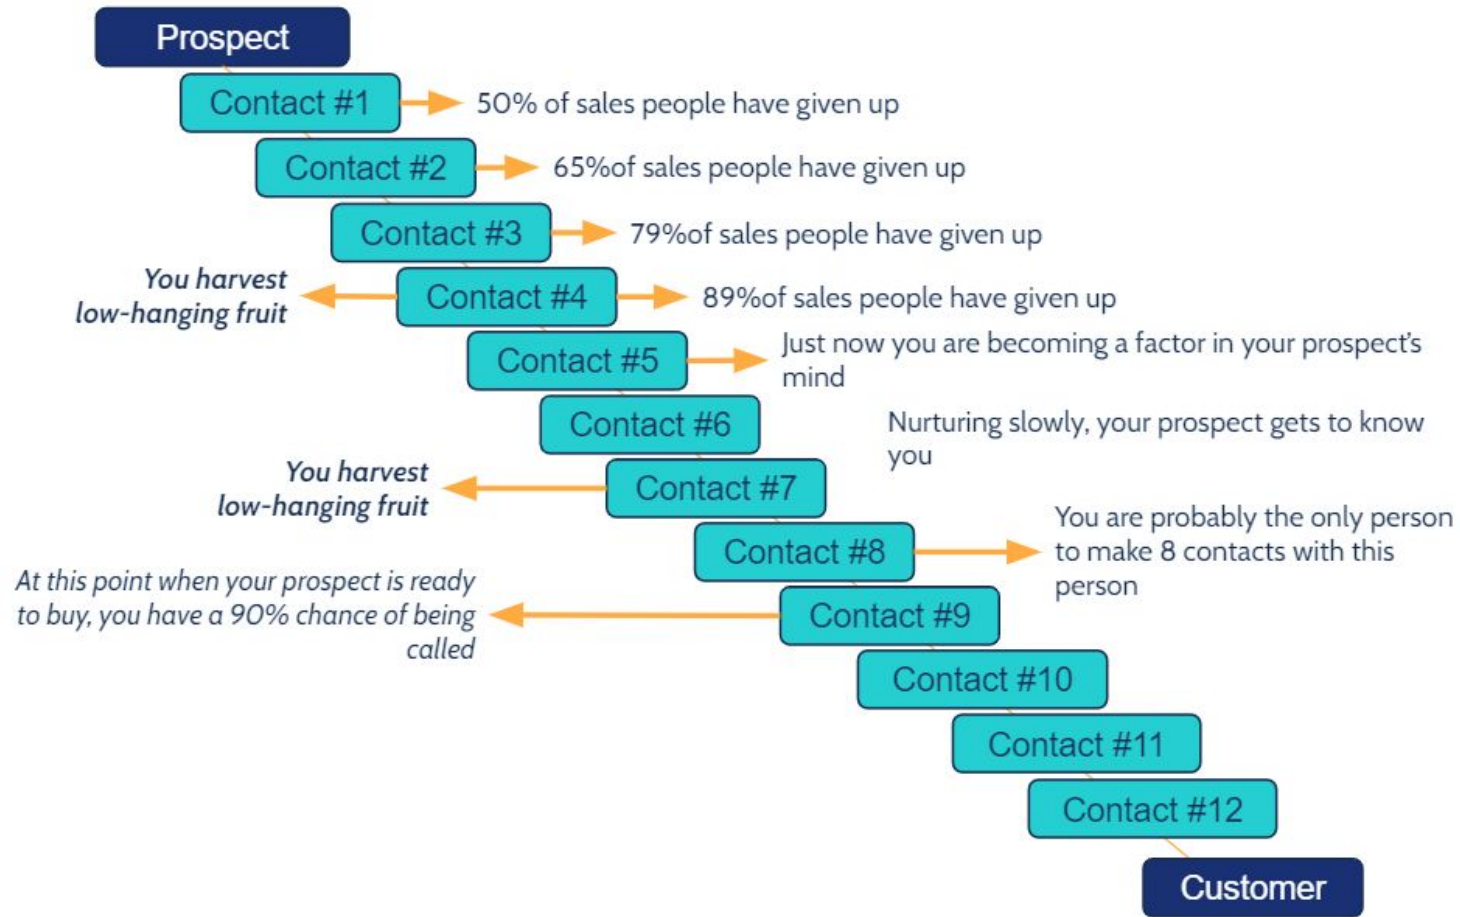 Prospect
Contact #1
50% of sales people have given up
Contact #2
65%of sales people have given up
Contact #3
79%of sales people have given up
You harvest
low-hanging fruit
Contact #4
89%of sales people have given up
Contact #5
Just now you are becoming a factor in your prospect's
mind
Contact #6
Nurturing slowly, your prospect gets to know
you
You harvest
low-hanging fruit
Contact #7
Contact #8
You are probably the only person
to make 8 contacts with this
person
At this point when your prospect is ready
to buy, you have a 90% chance of being
called
Contact #9
Contact #10
Contact #11
Contact #12
Customer